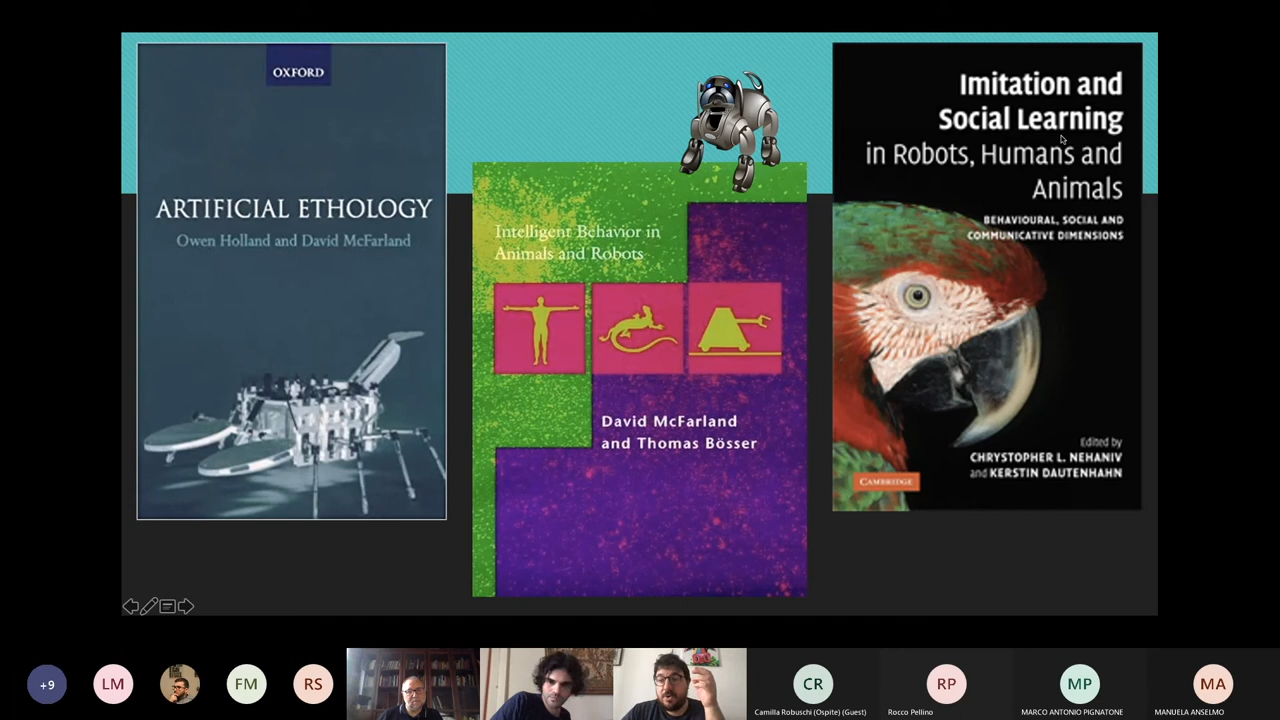 OXFORD
ARTIFICIAL ETHOLOGY
Owen Holland and David McFarland
Intelligent Behavior in
Animals and Robots
David McFarland
and Thomas Bösser
Imitation and
Social Learning
in Robots, Humans and
Animals
BEHAVIOURAL, SOCIAL AND
COMMUNICATIVE DIMENSIONS
Edited by
CHRYSTOPHER L. NEHANIV
and KERSTIN DAUTENHAHN
CAMBRIDGE
+9
LM
FM
RS
CR
Camilla Robuschi (Ospite) (Guest)
RP
Rocco Pellino
MP
MARCO ANTONIO PIGNATONE
MA
MANUELA ANSELMO